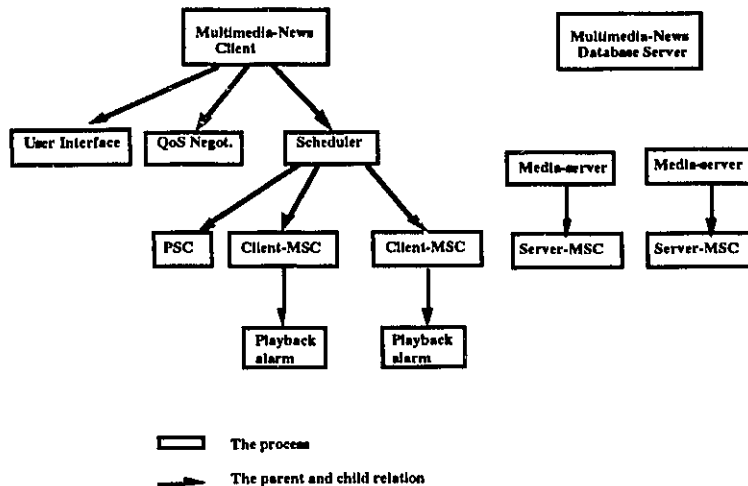 Multimedia-News
Client
Multimedia-News
Database Server
User Interface
QoS Negot.
Scheduler
Media-server
Media-server
PSC
Client-MSC
Client-MSC
Server-MSC
Server-MSC
Playback
alarm
Playback
alarm
The process
The parent and child relation